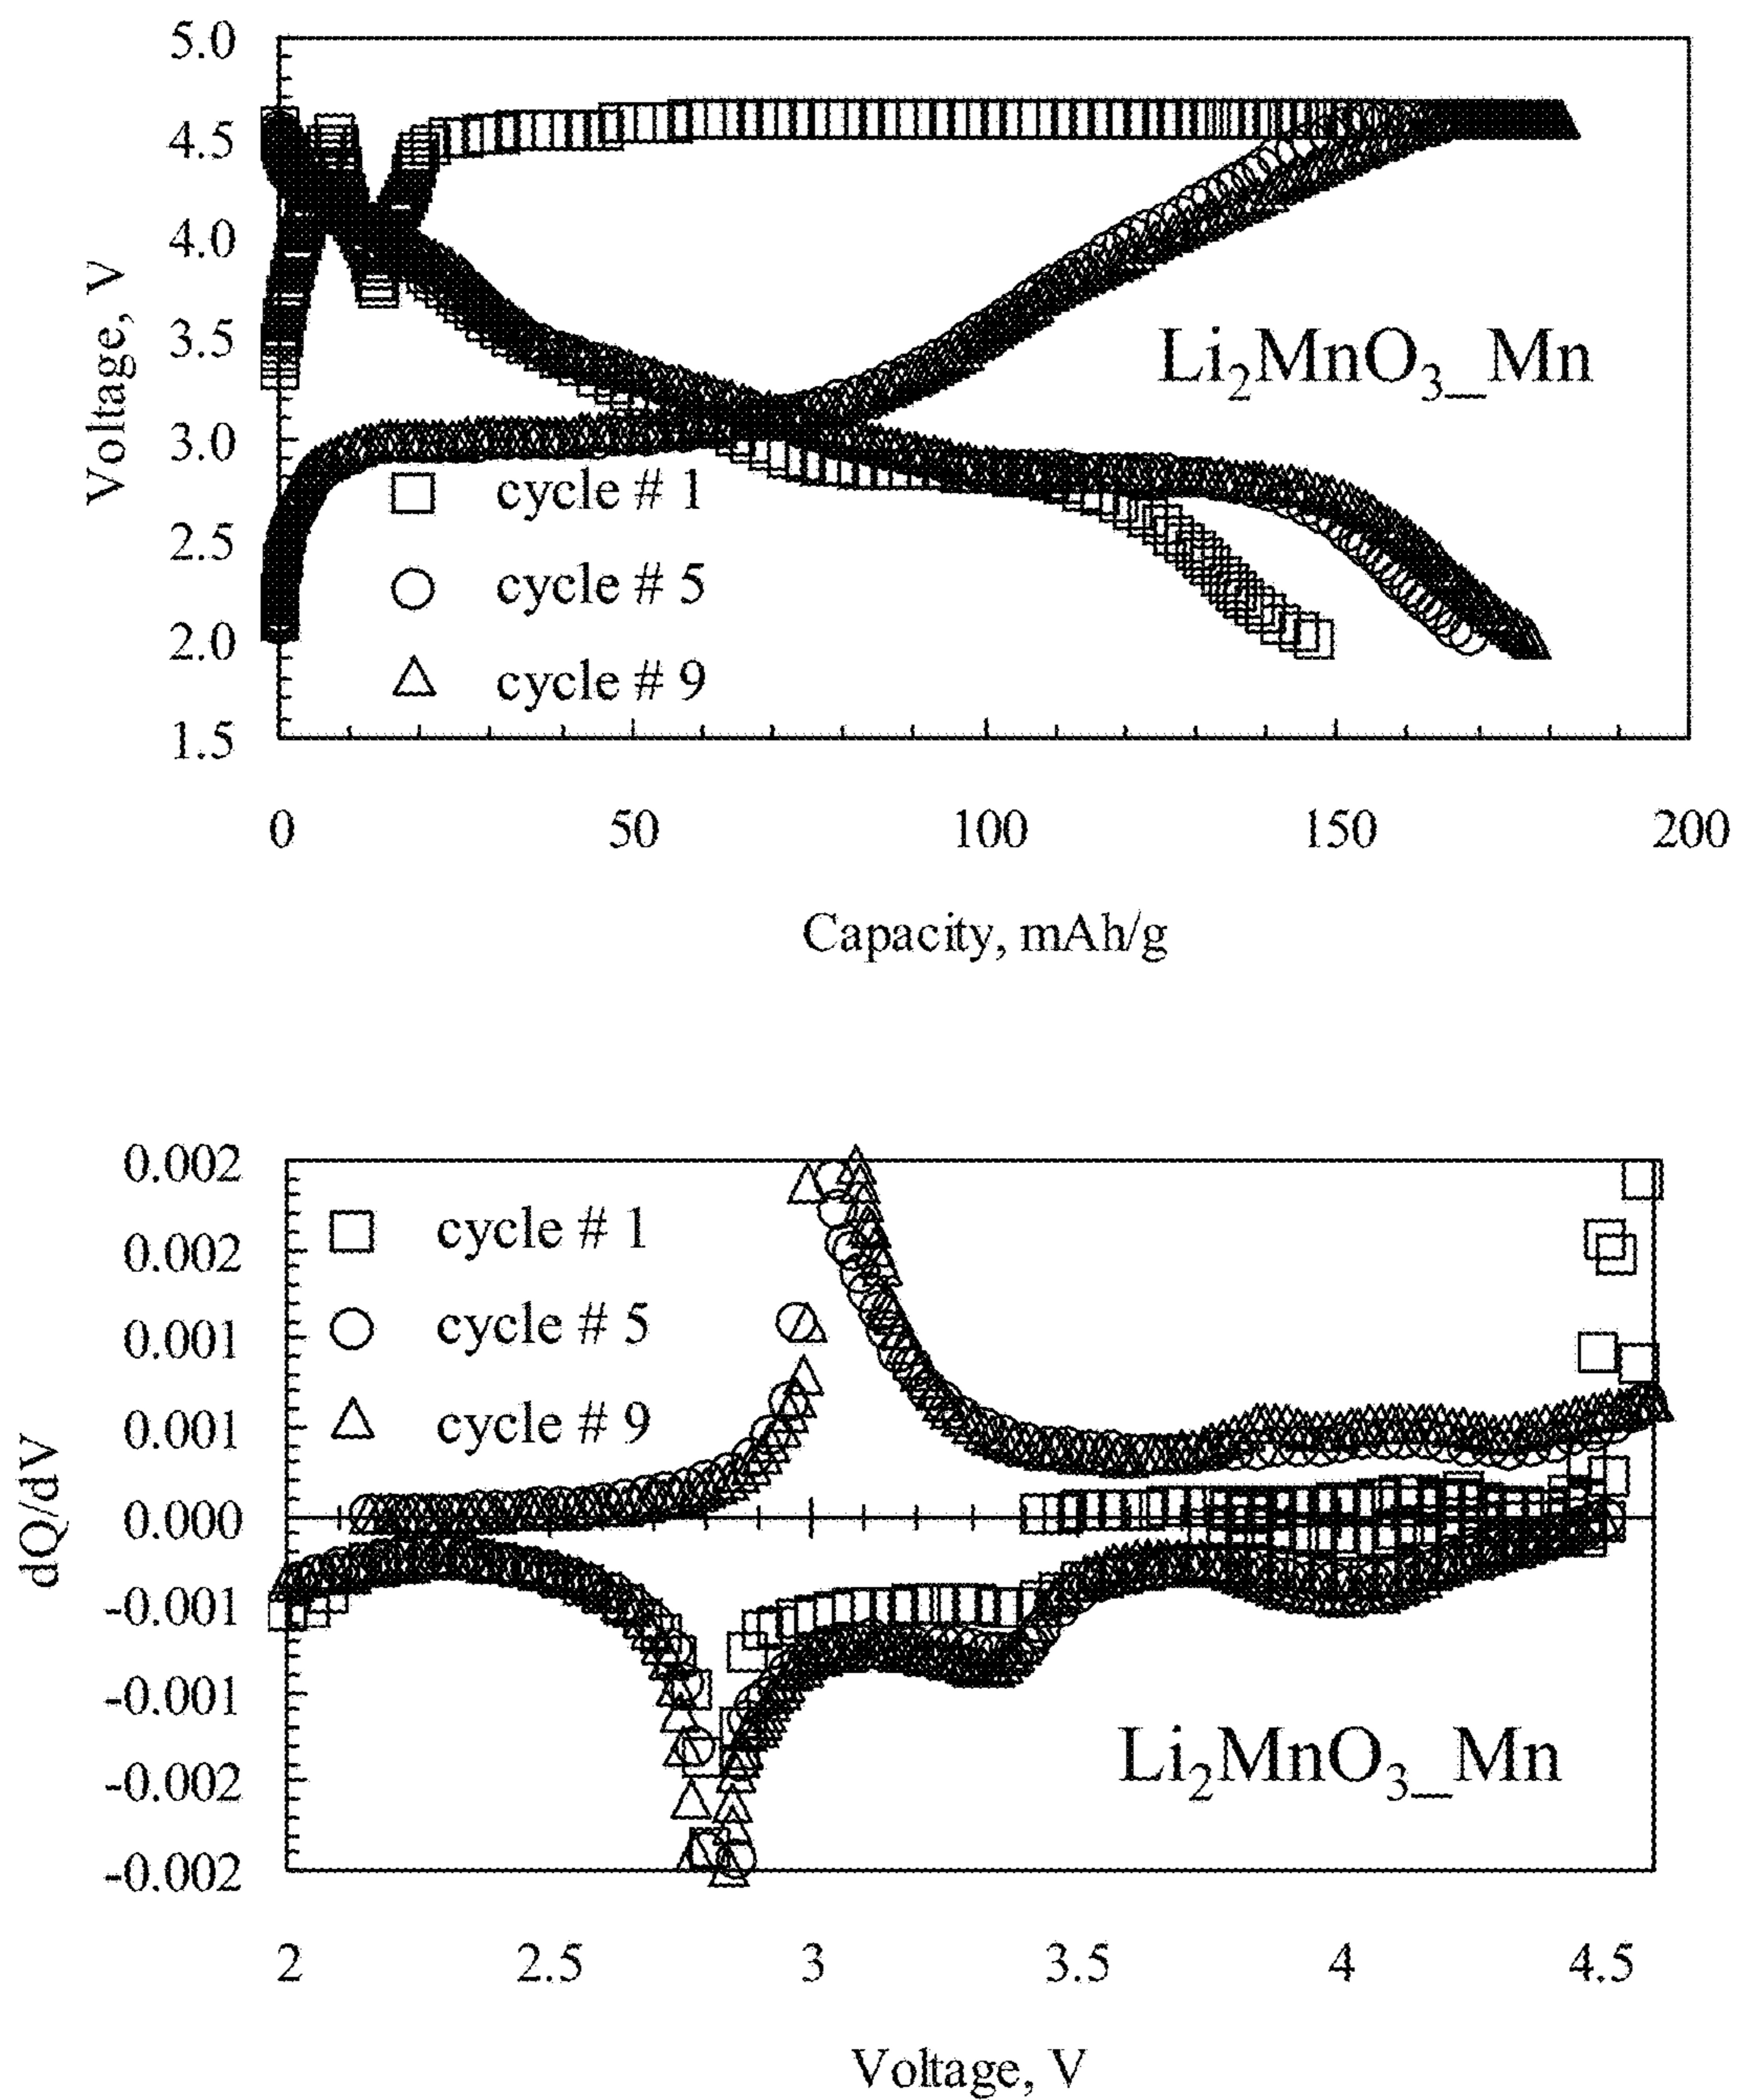 5.0
4.5
4.0
3.5
3.0
2.5
2.0
1.5
Voltage, V
Li₂MnO₃_Mn
cycle # 1
cycle # 5
cycle # 9
0 50 100 150 200
Capacity, mAh/g
0.002
0.002
0.001
0.001
0.000
-0.001
-0.001
-0.002
-0.002
dQ/dV
cycle # 1
cycle # 5
cycle # 9
Li₂MnO₃_Mn
2 2.5 3 3.5 4 4.5
Voltage, V